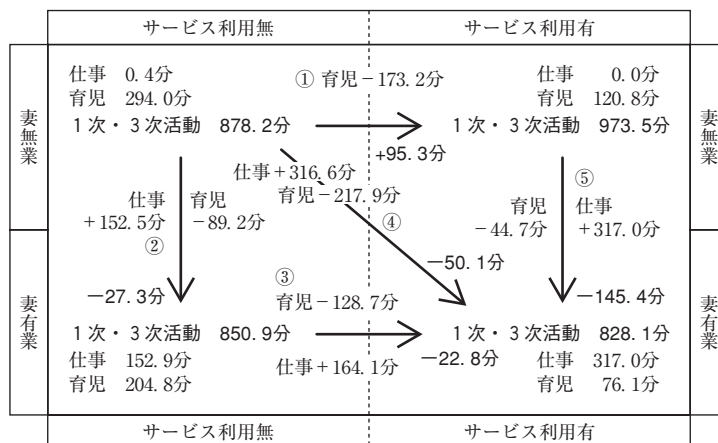 サービス利用無
サービス利用有
妻無業
仕事 0.4分
育児 294.0分
1次・3次活動 878.2分
① 育児－173.2分
+95.3分
仕事 0.0分
育児 120.8分
1次・3次活動 973.5分
妻無業
仕事
+152.5分
②
育児
－89.2分
－27.3分
仕事＋316.6分
育児－217.9分
④
－50.1分
⑤
育児
－44.7分
仕事
＋317.0分
－145.4分
妻有業
1次・3次活動 850.9分
仕事 152.9分
育児 204.8分
③
育児－128.7分
仕事＋164.1分
－22.8分
1次・3次活動 828.1分
仕事 317.0分
育児 76.1分
妻有業
サービス利用無
サービス利用有